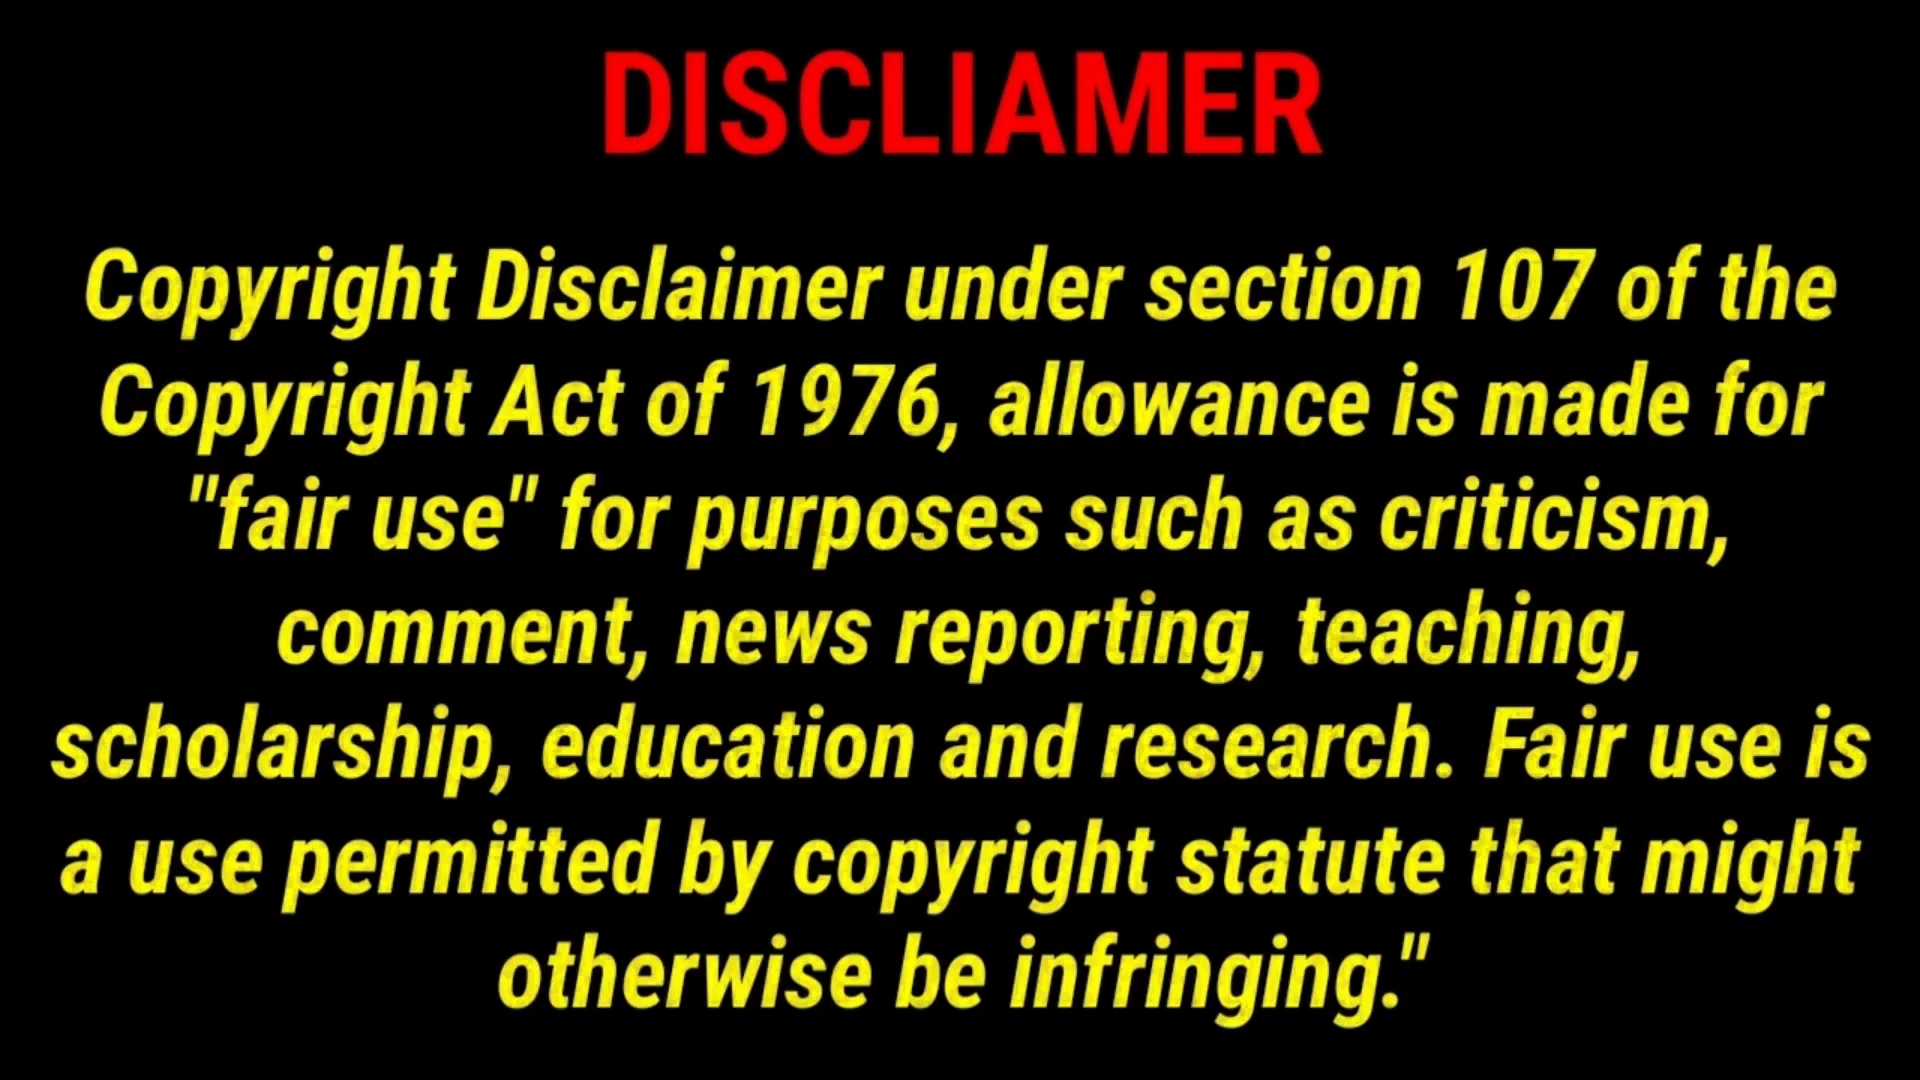 DISCLIAMER
Copyright Disclaimer under section 107 of the
Copyright Act of 1976, allowance is made for
"fair use" for purposes such as criticism,
comment, news reporting, teaching,
scholarship, education and research. Fair use is
a use permitted by copyright statute that might
otherwise be infringing."